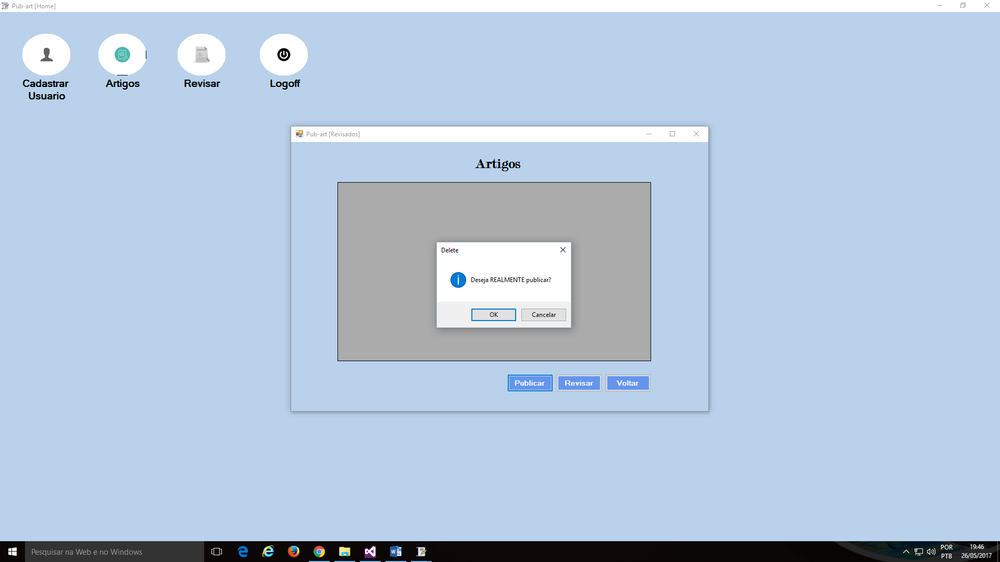 Pub-art [Home]
Cadastrar
Usuario
Artigos
Revisar
Logoff
Pub-art [Revisados]
Artigos
Delete
Deseja REALMENTE publicar?
OK
Cancelar
Publicar
Revisar
Voltar
Pesquisar na Web e no Windows
POR
PTB
19:46
26/05/2017